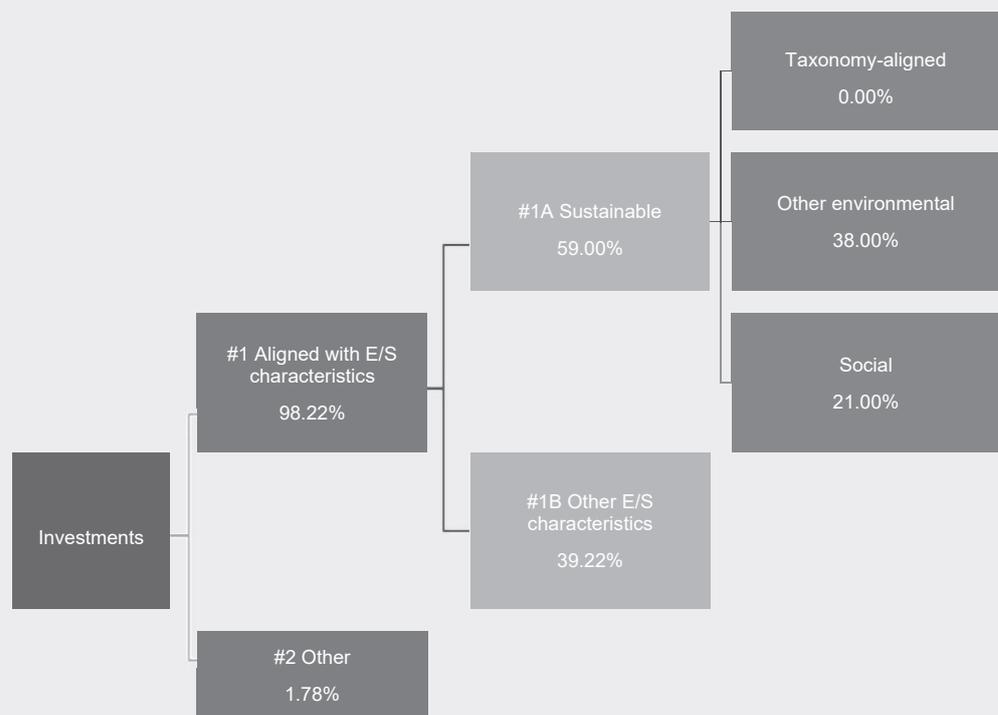 Taxonomy-aligned
0.00%
#1A Sustainable
59.00%
Other environmental
38.00%
#1 Aligned with E/S
characteristics
98.22%
Social
21.00%
Investments
#1B Other E/S
characteristics
39.22%
#2 Other
1.78%